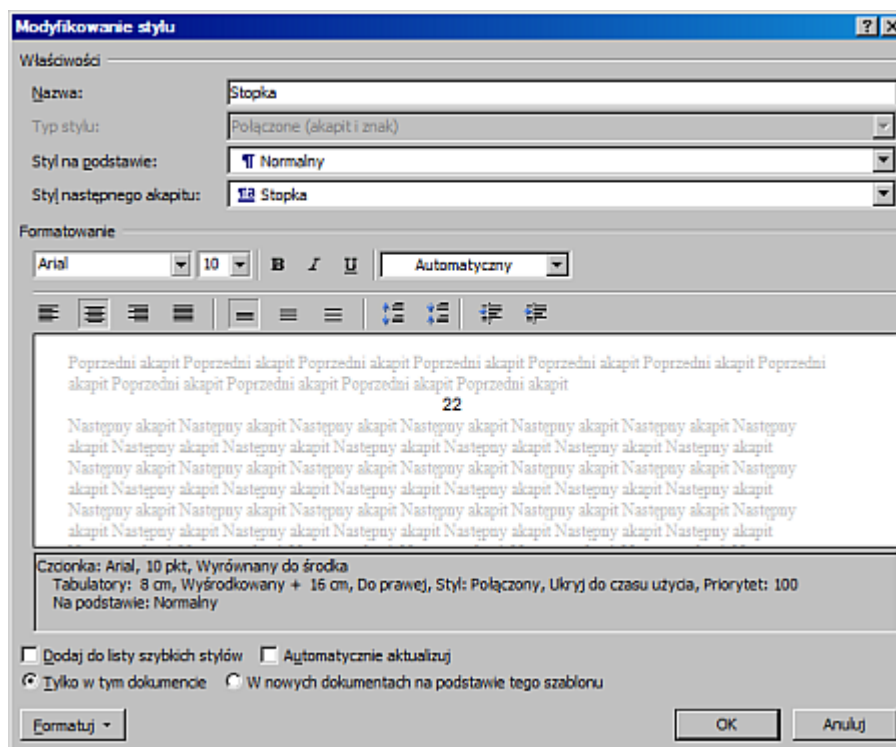 Modyfikowanie stylu
Właściwości
Nazwa: Stopka
Typ stylu: Połączone (akapit i znak)
Styl na podstawie: ¶ Normalny
Styl następnego akapitu: ¶a Stopka
Formatowanie
Arial 10 B I U Automatyczny
Poprzedni akapit Poprzedni akapit Poprzedni akapit Poprzedni akapit Poprzedni akapit Poprzedni akapit Poprzedni
akapit Poprzedni akapit Poprzedni akapit Poprzedni akapit Poprzedni akapit
22
Następny akapit Następny akapit Następny akapit Następny akapit Następny akapit Następny akapit Następny
akapit Następny akapit Następny akapit Następny akapit Następny akapit Następny akapit Następny akapit
Następny akapit Następny akapit Następny akapit Następny akapit Następny akapit Następny akapit Następny
akapit Następny akapit Następny akapit Następny akapit Następny akapit Następny akapit Następny akapit
Następny akapit Następny akapit Następny akapit Następny akapit Następny akapit Następny akapit Następny
akapit Następny akapit Następny akapit Następny akapit Następny akapit Następny akapit Następny akapit
Czcionka: Arial, 10 pkt, Wyrównany do środka
Tabulatory: 8 cm, Wyśrodkowany + 16 cm, Do prawej, Styl: Połączony, Ukryj do czasu użycia, Priorytet: 100
Na podstawie: Normalny
Dodaj do listy szybkich stylów Automatycznie aktualizuj
Tylko w tym dokumencie W nowych dokumentach na podstawie tego szablonu
Formatuj OK Anuluj